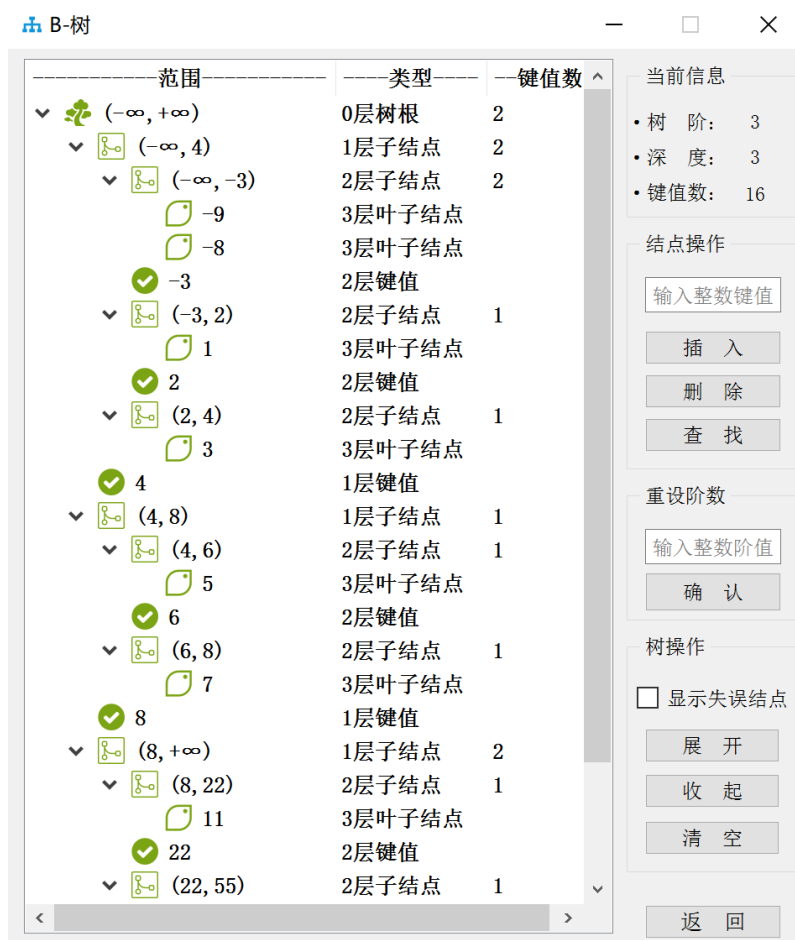 B-树
-----------范围----------- ----类型---- --键值数
(-∞,+∞) 0层树根 2
(-∞,4) 1层子结点 2
(-∞,-3) 2层子结点 2
-9 3层叶子结点
-8 3层叶子结点
-3 2层键值
(-3,2) 2层子结点 1
1 3层叶子结点
2 2层键值
(2,4) 2层子结点 1
3 3层叶子结点
4 1层键值
(4,8) 1层子结点 1
(4,6) 2层子结点 1
5 3层叶子结点
6 2层键值
(6,8) 2层子结点 1
7 3层叶子结点
8 1层键值
(8,+∞) 1层子结点 2
(8,22) 2层子结点 1
11 3层叶子结点
22 2层键值
(22,55) 2层子结点 1
当前信息
•树 阶: 3
•深 度: 3
•键值数: 16
结点操作
输入整数键值
插 入
删 除
查 找
重设阶数
输入整数阶值
确 认
树操作
显示失误结点
展 开
收 起
清 空
返 回